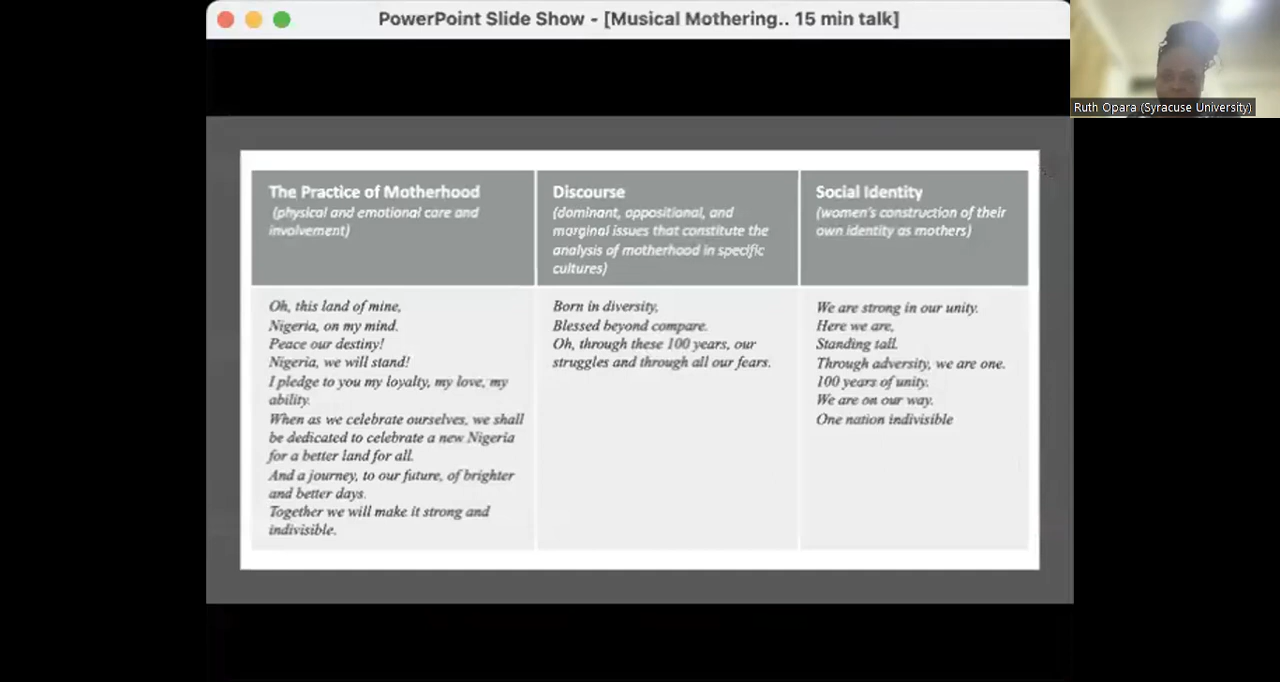 PowerPoint Slide Show - [Musical Mothering.. 15 min talk]
Ruth Opara (Syracuse University)
The Practice of Motherhood
(physical and emotional care and
involvement)
Discourse
(dominant, oppositional, and
marginal issues that constitute the
analysis of motherhood in specific
cultures)
Social Identity
(women's construction of their
own identity as mothers)
Oh, this land of mine,
Nigeria, on my mind.
Peace our destiny!
Nigeria, we will stand!
I pledge to you my loyalty, my love, my
ability.
When as we celebrate ourselves, we shall
be dedicated to celebrate a new Nigeria
for a better land for all.
And a journey, to our future, of brighter
and better days.
Together we will make it strong and
indivisible.
Born in diversity,
Blessed beyond compare.
Oh, through these 100 years, our
struggles and through all our fears.
We are strong in our unity.
Here we are,
Standing tall.
Through adversity, we are one.
100 years of unity.
We are on our way.
One nation indivisible